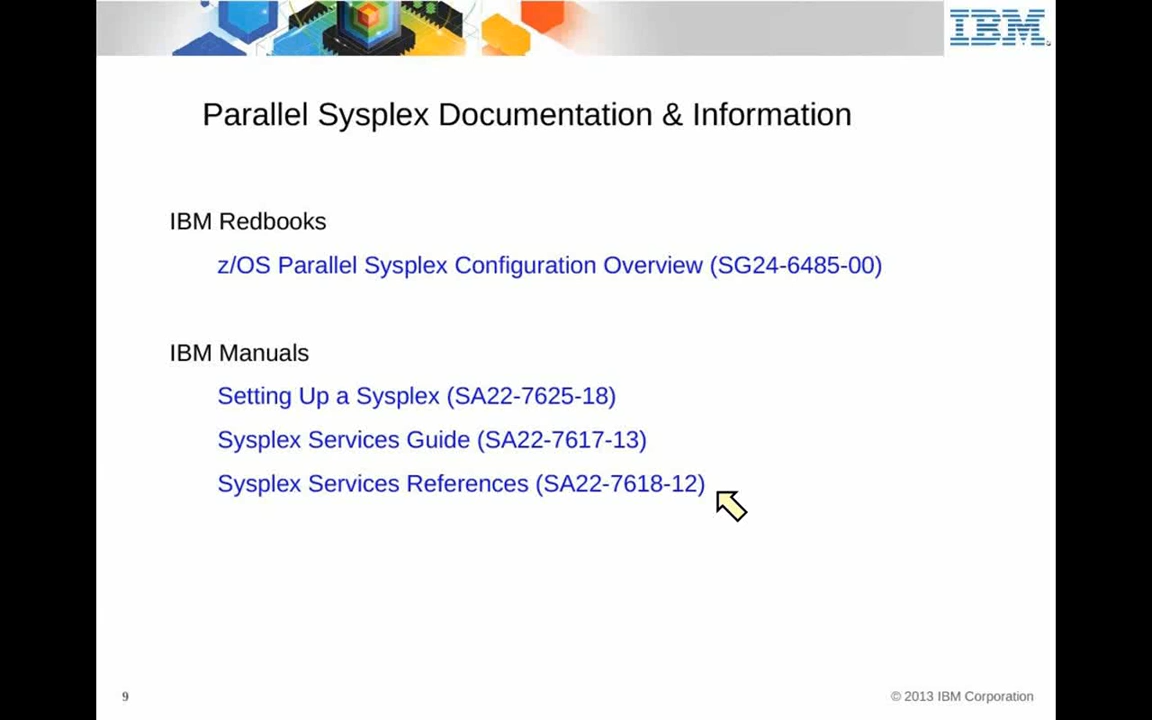 IBM
Parallel Sysplex Documentation & Information
IBM Redbooks
z/OS Parallel Sysplex Configuration Overview (SG24-6485-00)
IBM Manuals
Setting Up a Sysplex (SA22-7625-18)
Sysplex Services Guide (SA22-7617-13)
Sysplex Services References (SA22-7618-12)
9
© 2013 IBM Corporation